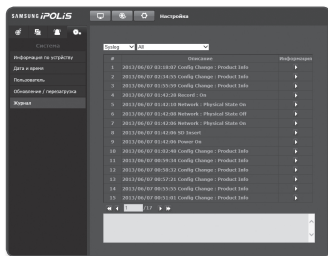 SAMSUNG iPOLiS
Настройка
Система
Информация по устройству
Дата и время
Пользователь
Обновление / перезагрузка
Журнал
Syslog All
# Описание Информация
1 2013/06/07 03:10:07 Config Change : Product Info
2 2013/06/07 02:34:55 Config Change : Product Info
3 2013/06/07 01:55:59 Config Change : Product Info
4 2013/06/07 01:43:20 Record : On
5 2013/06/07 01:43:10 Network : Physical State On
6 2013/06/07 01:42:08 Network : Physical State Off
7 2013/06/07 01:42:06 Network : Physical State On
8 2013/06/07 01:42:06 SD Insert
9 2013/06/07 01:42:06 Power On
10 2013/06/07 01:02:49 Config Change : Product Info
11 2013/06/07 00:59:34 Config Change : Product Info
12 2013/06/07 00:58:32 Config Change : Product Info
13 2013/06/07 00:57:21 Config Change : Product Info
14 2013/06/07 00:55:55 Config Change : Product Info
15 2013/06/07 00:51:01 Config Change : Product Info
1 /17